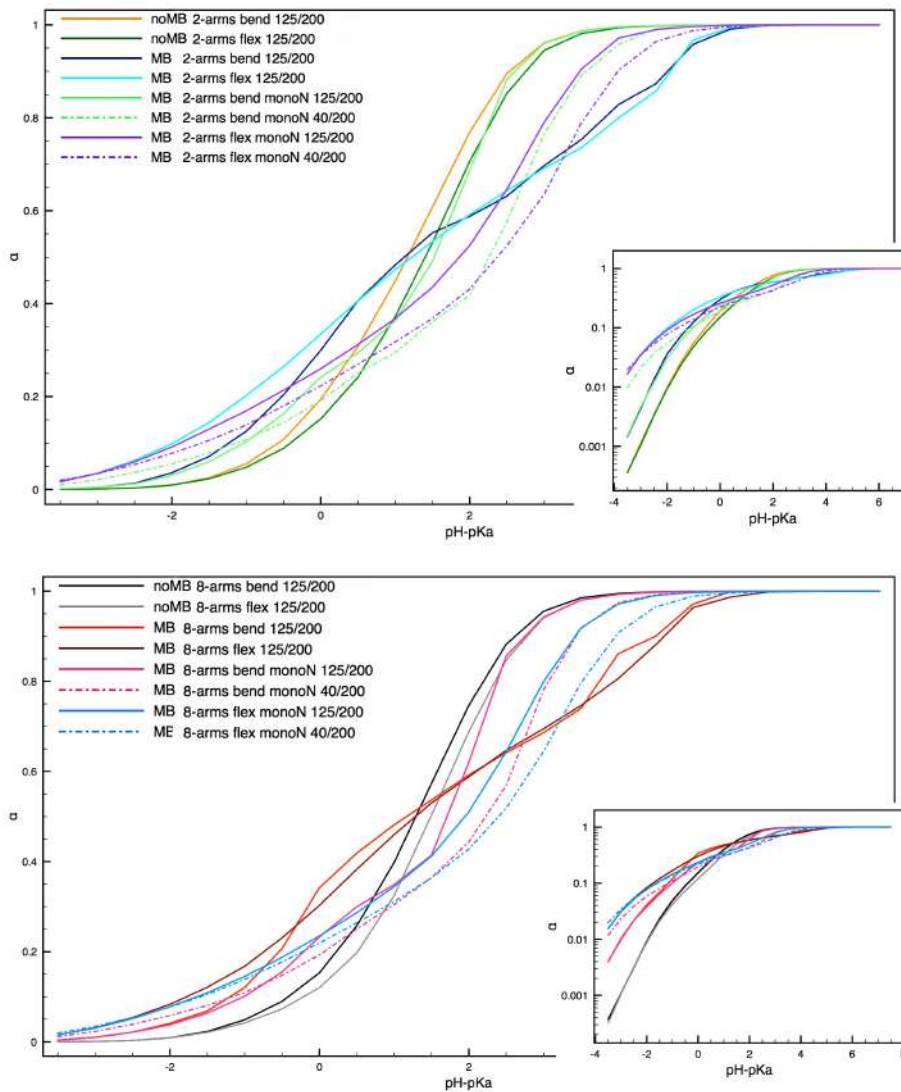 noMB 2-arms bend 125/200
noMB 2-arms flex 125/200
MB 2-arms bend 125/200
MB 2-arms flex 125/200
MB 2-arms bend monoN 125/200
MB 2-arms bend monoN 40/200
MB 2-arms flex monoN 125/200
MB 2-arms flex monoN 40/200
1
0.8
0.6
0.4
0.2
0
α
-2 0 2
pH-pKa
1
0.1
0.01
0.001
α
-4 -2 0 2 4 6
pH-pKa
noMB 8-arms bend 125/200
noMB 8-arms flex 125/200
MB 8-arms bend 125/200
MB 8-arms flex 125/200
MB 8-arms bend monoN 125/200
MB 8-arms bend monoN 40/200
MB 8-arms flex monoN 125/200
ME 8-arms flex monoN 40/200
1
0.8
0.6
0.4
0.2
0
α
-2 0 2
pH-pKa
1
0.1
0.01
0.001
α
-4 -2 0 2 4 6 8
pH-pKa